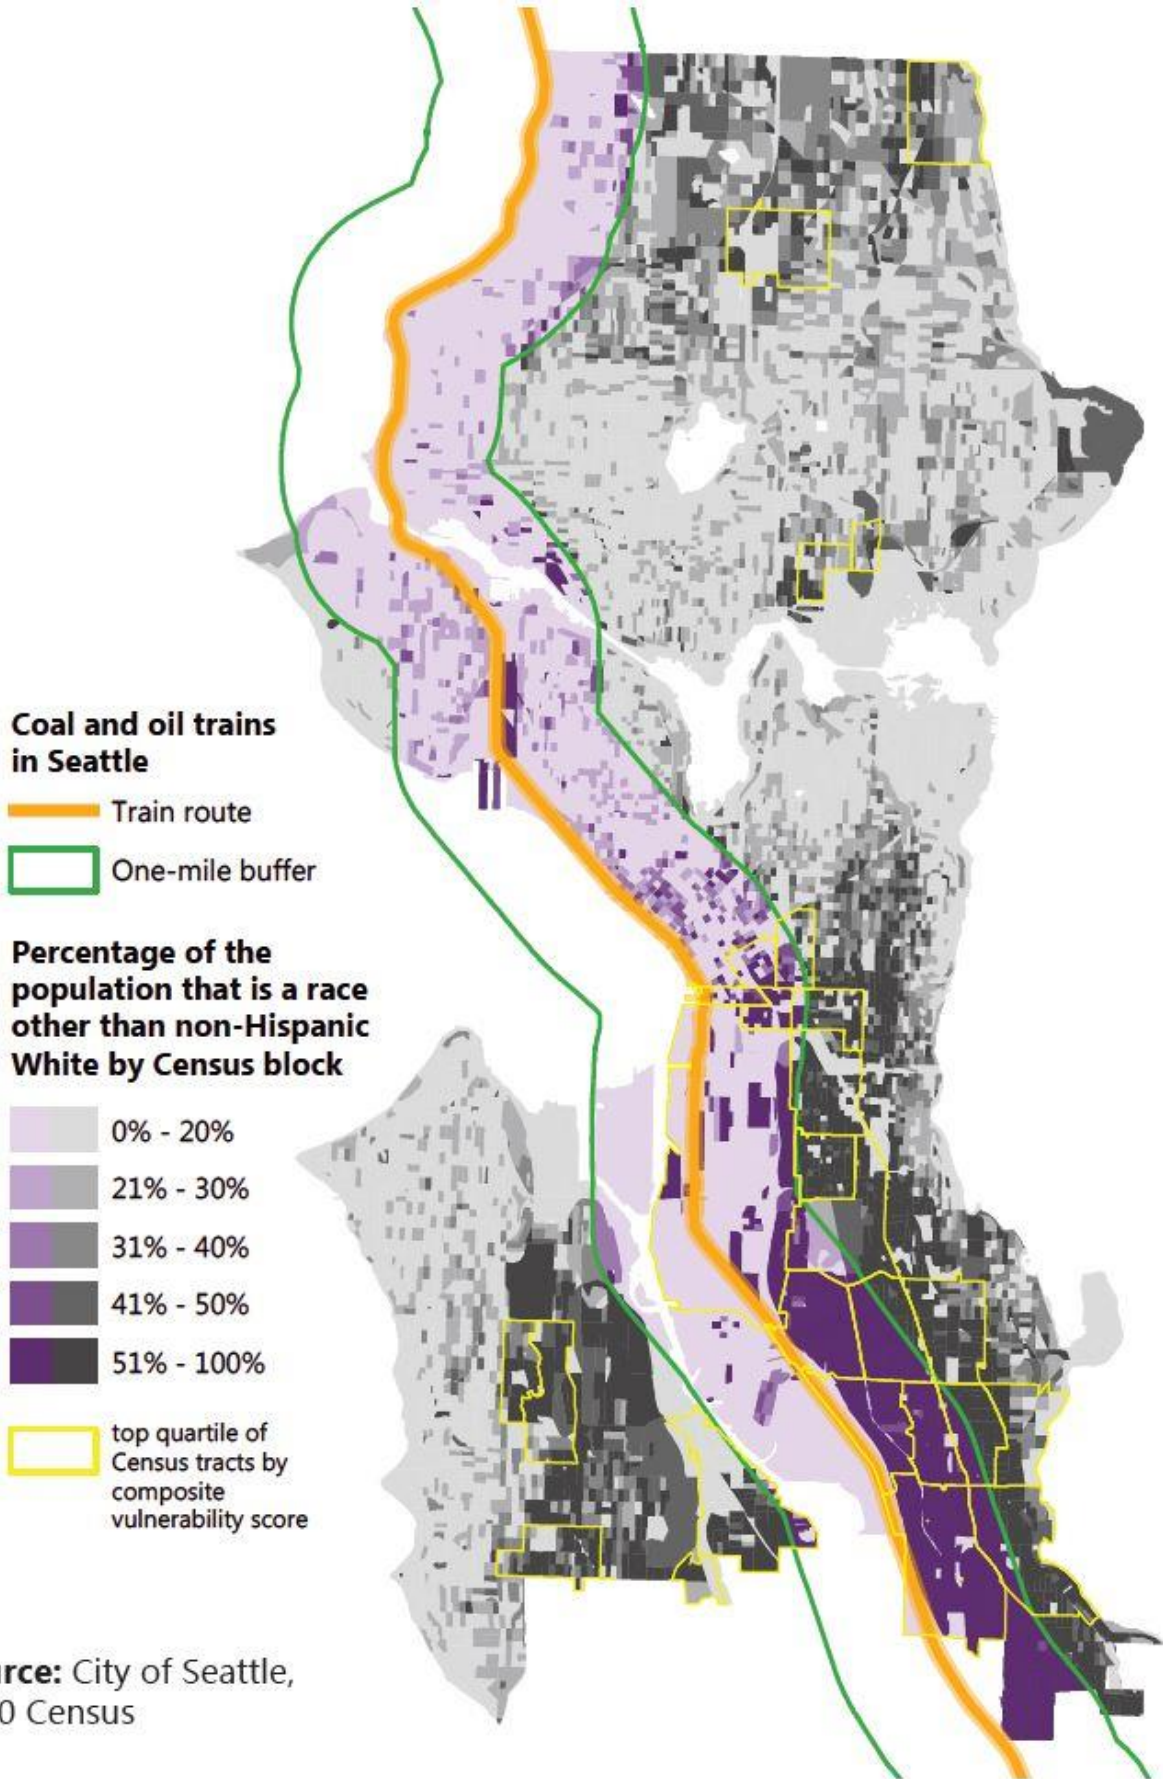 Coal and oil trains
in Seattle
Train route
One-mile buffer
Percentage of the
population that is a race
other than non-Hispanic
White by Census block
0% - 20%
21% - 30%
31% - 40%
41% - 50%
51% - 100%
top quartile of
Census tracts by
composite
vulnerability score
rce: City of Seattle,
0 Census